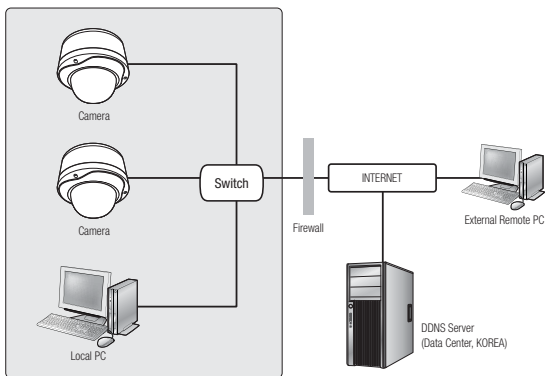 Camera
Camera
Local PC
Switch
Firewall
INTERNET
External Remote PC
DDNS Server
(Data Center, KOREA)